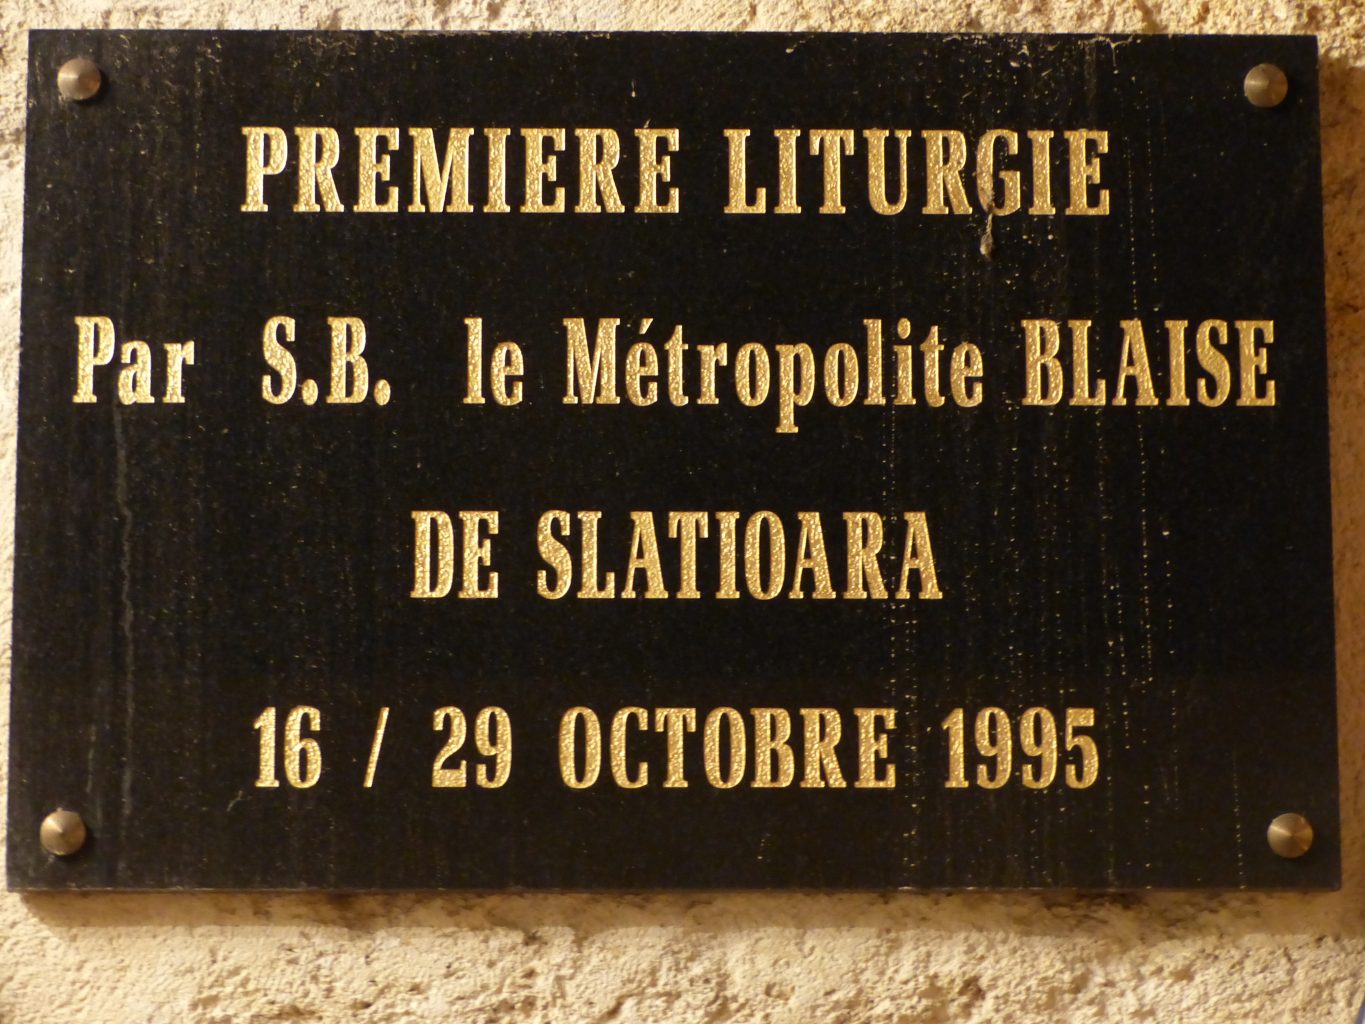 PREMIERE LITURGIE
Par S.B. le Métropolite BLAISE
DE SLATIOARA
16 / 29 OCTOBRE 1995